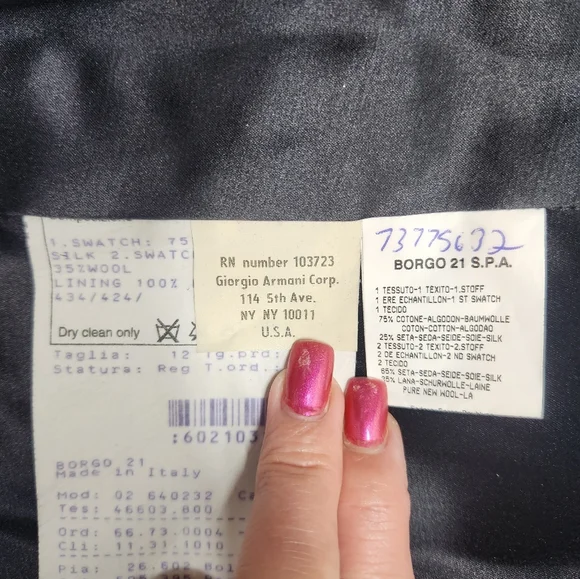 1.SWATCH: 75
SILK 2.SWATC
35%WOOL
LINING 100%
434/424/
Dry clean only
RN number 103723
Giorgio Armani Corp.
114 5th Ave.
NY NY 10011
U.S.A.
73775632
BORGO 21 S.P.A.
1 TESSUTO-1 TEXITO-1.STOFF
1 ERE ECHANTILLON-1 ST SWATCH
1 TECIDO
75% COTONE-ALGODON-BAUMWOLLE
COTON-COTTON-ALGODAO
25% SETA-SEDA-SEIDE-SOIE-SILK
2 TESSUTO-2 TEXITO-2.STOFF
2 DE ECHANTILLON-2 ND SWATCH
2 TECIDO
65% SETA-SEDA-SEIDE-SOIE-SILK
35% LANA-SCHURWOLLE-LAINE
PURE NEW WOOL-LA
Taglia: 12 Tg.prd:
Statura: Reg T.ord.:
:602103
BORGO 21
Made in Italy
Mod: 02 640232 Ca
Tes: 46603.800
Ord: 66.73.0004 -
Cli: 11.31.1010
Pia: 26.602 Bol